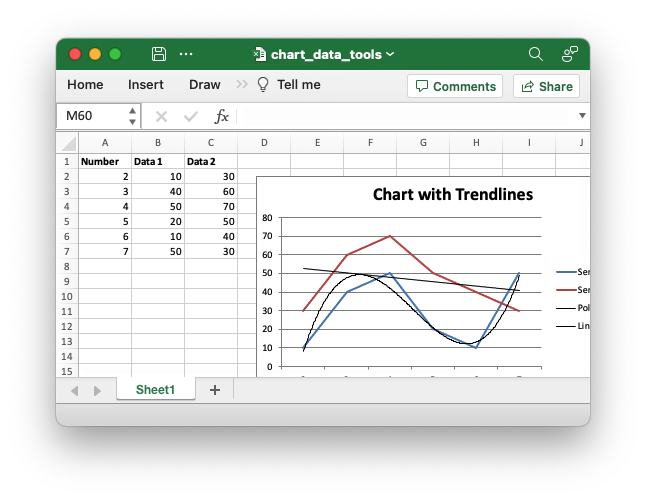 chart_data_tools
Home Insert Draw Tell me Comments Share
M60 fx
A B C D E F G H I J
1 Number Data 1 Data 2
2 2 10 30
3 3 40 60
4 4 50 70
5 5 20 50
6 6 10 40
7 7 50 30
8
9
10
11
12
13
14
15
Chart with Trendlines
80
70
60
50
40
30
20
10
0
Ser
Ser
Pol
Lin
Sheet1